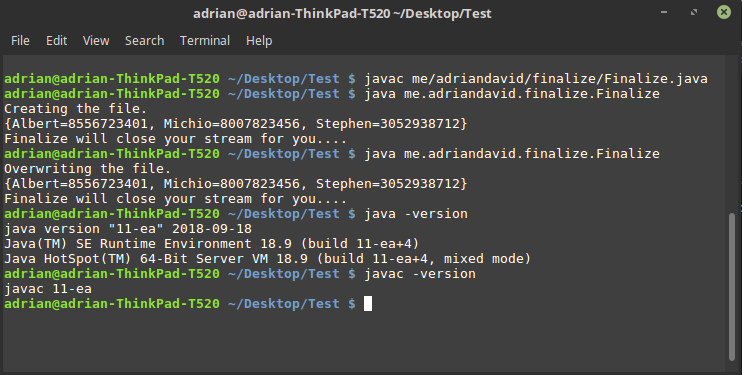 adrian@adrian-ThinkPad-T520 ~/Desktop/Test
File Edit View Search Terminal Help
adrian@adrian-ThinkPad-T520 ~/Desktop/Test $ javac me/adriandavid/finalize/Finalize.java
adrian@adrian-ThinkPad-T520 ~/Desktop/Test $ java me.adriandavid.finalize.Finalize
Creating the file.
{Albert=8556723401, Michio=8007823456, Stephen=3052938712}
Finalize will close your stream for you....
adrian@adrian-ThinkPad-T520 ~/Desktop/Test $ java me.adriandavid.finalize.Finalize
Overwriting the file.
{Albert=8556723401, Michio=8007823456, Stephen=3052938712}
Finalize will close your stream for you....
adrian@adrian-ThinkPad-T520 ~/Desktop/Test $ java -version
java version "11-ea" 2018-09-18
Java(TM) SE Runtime Environment 18.9 (build 11-ea+4)
Java HotSpot(TM) 64-Bit Server VM 18.9 (build 11-ea+4, mixed mode)
adrian@adrian-ThinkPad-T520 ~/Desktop/Test $ javac -version
javac 11-ea
adrian@adrian-ThinkPad-T520 ~/Desktop/Test $